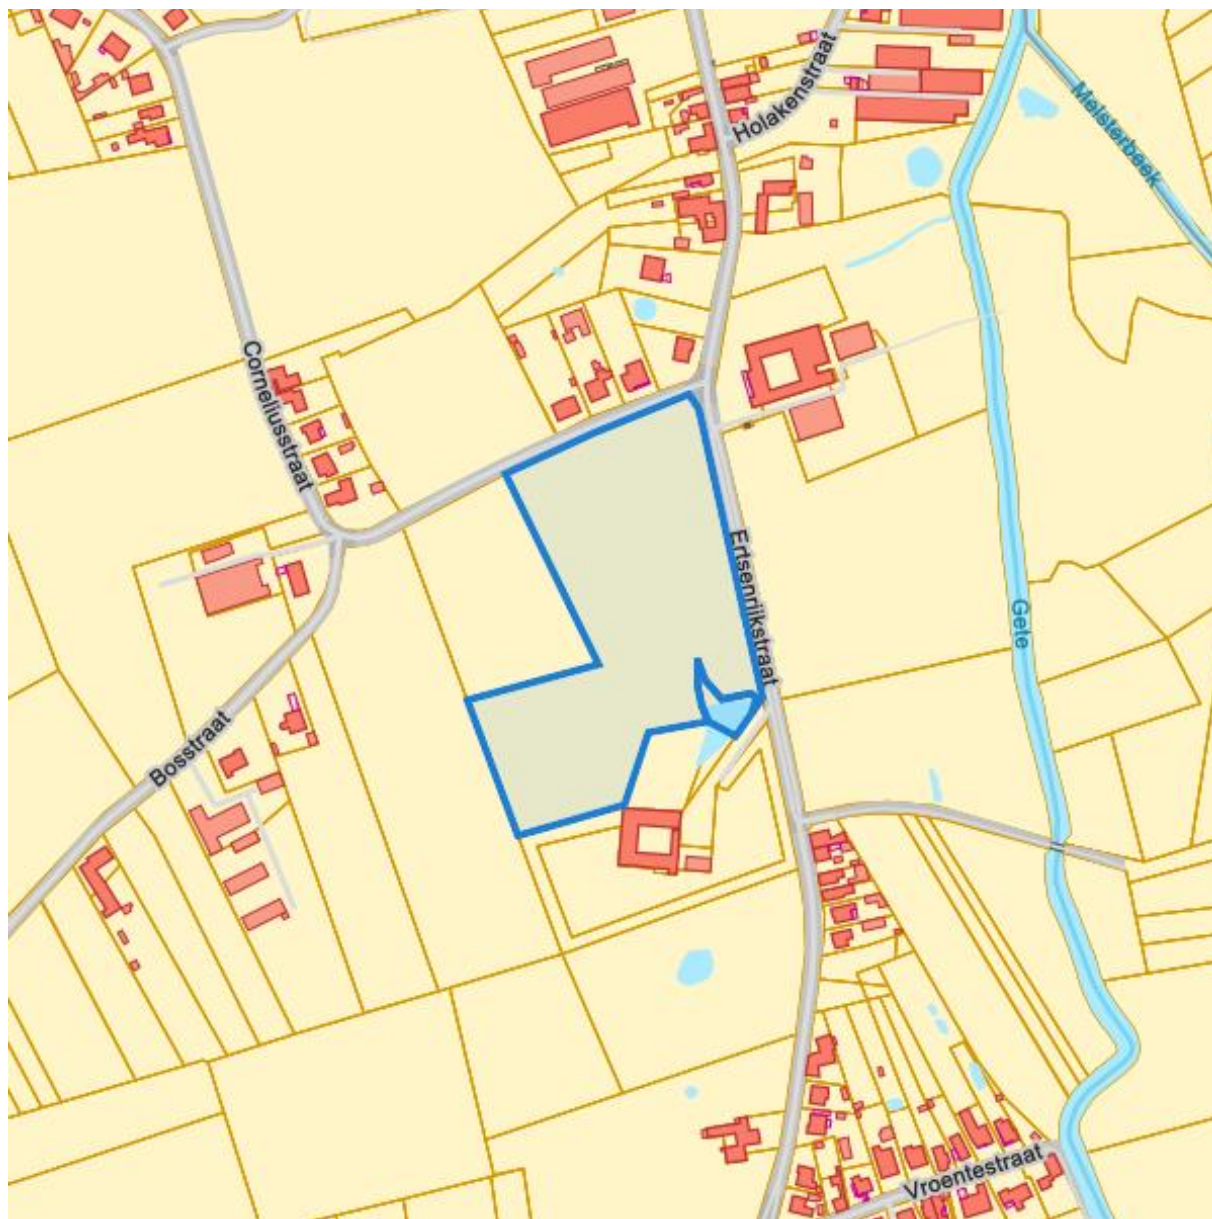 Holakenstraat
Melsterbeek
Corneliusstraat
Ertsenrijkstraat
Gete
Bosstraat
Vroentestraat